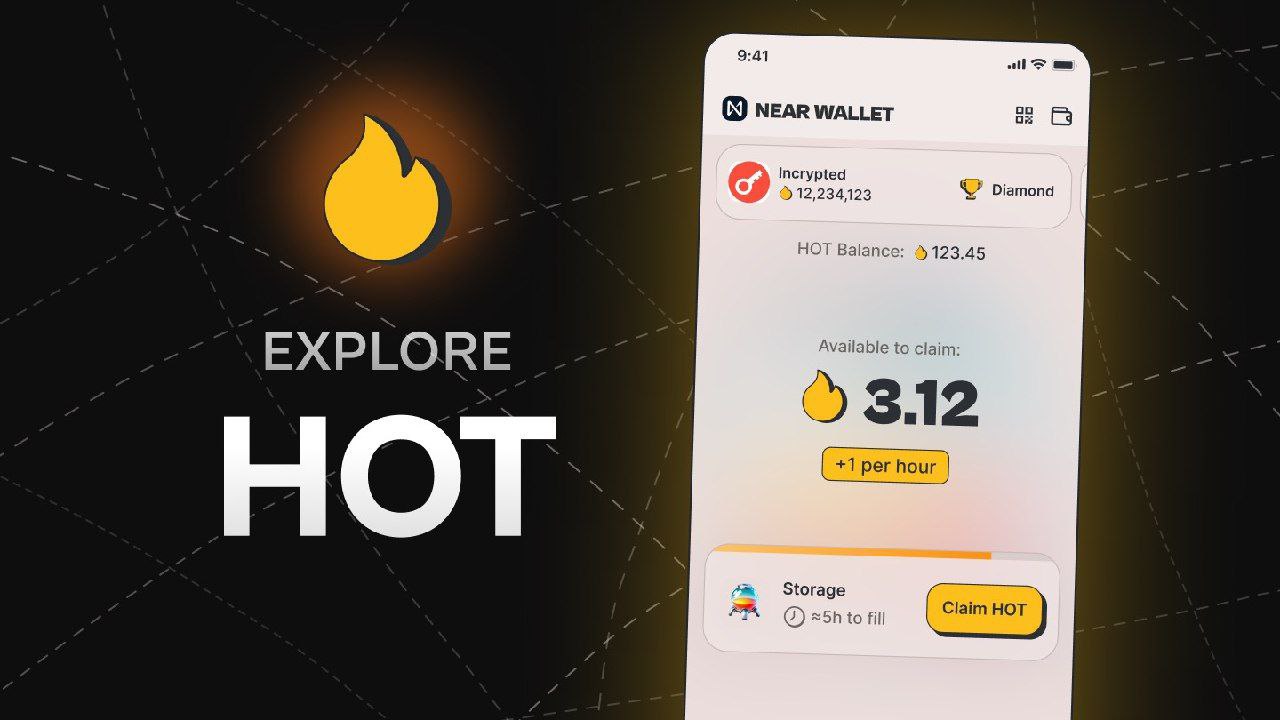 EXPLORE
HOT
9:41
NEAR WALLET
Incrypted
12,234,123
Diamond
HOT Balance: 123.45
Available to claim:
3.12
+1 per hour
Storage
≈5h to fill
Claim HOT